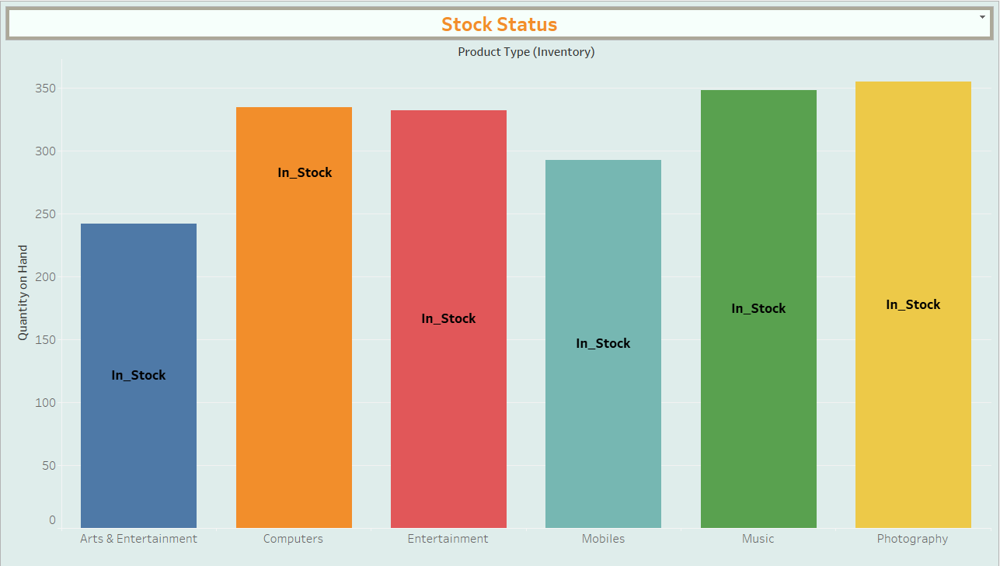 Stock Status
Product Type (Inventory)
Quantity on Hand
350
300
250
200
150
100
50
0
In_Stock
In_Stock
In_Stock
In_Stock
In_Stock
In_Stock
Arts & Entertainment
Computers
Entertainment
Mobiles
Music
Photography